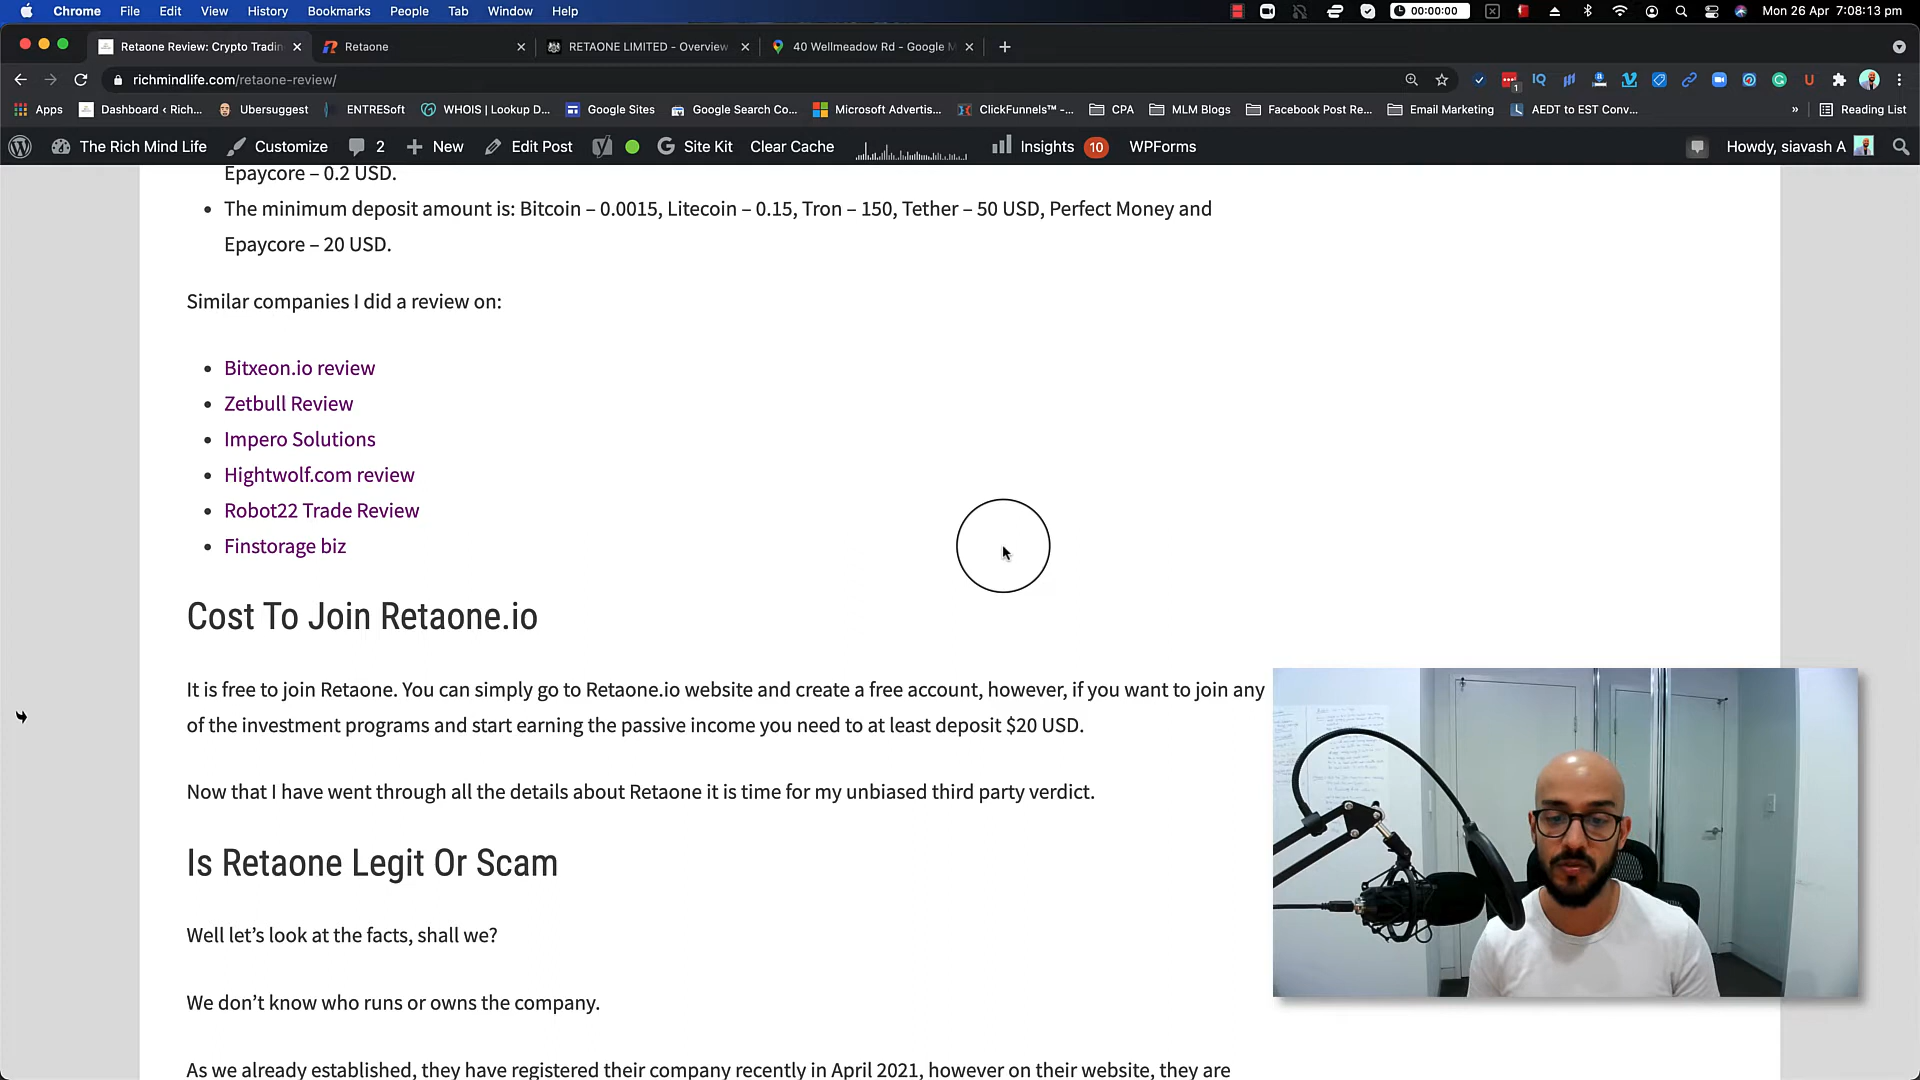 Chrome File Edit View History Bookmarks People Tab Window Help 00:00:00 Mon 26 Apr 7:08:13 pm
Retaone Review: Crypto Tradin Retaone RETAONE LIMITED - Overview 40 Wellmeadow Rd - Google M
richmindlife.com/retaone-review/
Apps Dashboard ‹ Rich... Ubersuggest ENTRESoft WHOIS | Lookup D... Google Sites Google Search Co... Microsoft Advertis... ClickFunnels™ -... CPA MLM Blogs Facebook Post Re... Email Marketing AEDT to EST Conv... » Reading List
The Rich Mind Life Customize 2 New Edit Post Site Kit Clear Cache Insights 10 WPForms Howdy, siavash A
Epaycore – 0.2 USD.
• The minimum deposit amount is: Bitcoin – 0.0015, Litecoin – 0.15, Tron – 150, Tether – 50 USD, Perfect Money and
Epaycore – 20 USD.
Similar companies I did a review on:
• Bitxeon.io review
• Zetbull Review
• Impero Solutions
• Hightwolf.com review
• Robot22 Trade Review
• Finstorage biz
Cost To Join Retaone.io
It is free to join Retaone. You can simply go to Retaone.io website and create a free account, however, if you want to join any
of the investment programs and start earning the passive income you need to at least deposit $20 USD.
Now that I have went through all the details about Retaone it is time for my unbiased third party verdict.
Is Retaone Legit Or Scam
Well let's look at the facts, shall we?
We don't know who runs or owns the company.
As we already established, they have registered their company recently in April 2021, however on their website, they are